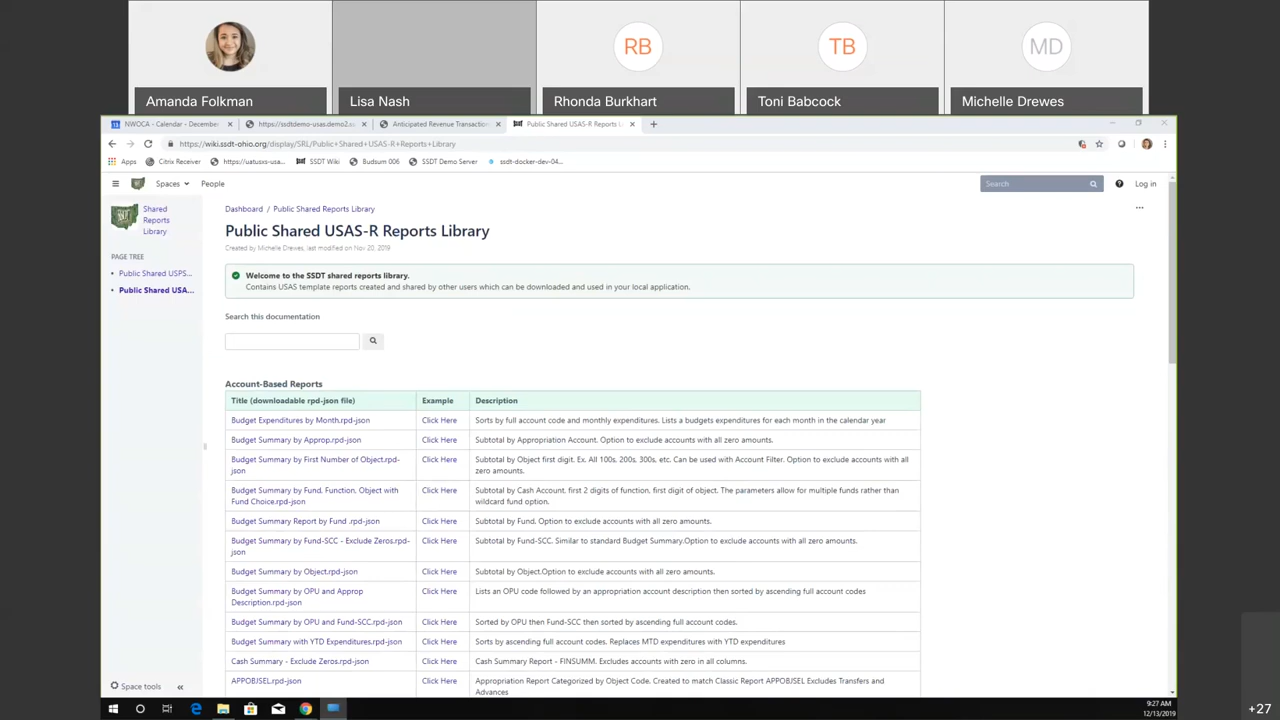 RB
TB
MD
Amanda Folkman
Lisa Nash
Rhonda Burkhart
Toni Babcock
Michelle Drewes
NWOCA - Calendar - December
https://ssdtdemo-usas.demo2.s
Anticipated Revenue Transaction
Public Shared USAS-R Reports L
https://wiki.ssdt-ohio.org/display/SRL/Public+Shared+USAS-R+Reports+Library
Apps
Citrix Receiver
https://uatusxs-usa...
SSDT Wiki
Budsum 006
SSDT Demo Server
ssdt-docker-dev-04...
Spaces
People
Search
Log in
Shared
Reports
Library
PAGE TREE
Public Shared USPS...
Public Shared USA...
Dashboard / Public Shared Reports Library
Public Shared USAS-R Reports Library
Created by Michelle Drewes, last modified on Nov 20, 2019
Welcome to the SSDT shared reports library.
Contains USAS template reports created and shared by other users which can be downloaded and used in your local application.
Search this documentation
Account-Based Reports
Title (downloadable rpd-json file) Example Description
Budget Expenditures by Month.rpd-json Click Here Sorts by full account code and monthly expenditures. Lists a budgets expenditures for each month in the calendar year
Budget Summary by Approp.rpd-json Click Here Subtotal by Appropriation Account. Option to exclude accounts with all zero amounts.
Budget Summary by First Number of Object.rpd- Click Here Subtotal by Object first digit. Ex. All 100s, 200s, 300s, etc. Can be used with Account Filter. Option to exclude accounts with all
json zero amounts.
Budget Summary by Fund, Function, Object with Click Here Subtotal by Cash Account, first 2 digits of function, first digit of object. The parameters allow for multiple funds rather than
Fund Choice.rpd-json wildcard fund option.
Budget Summary Report by Fund .rpd-json Click Here Subtotal by Fund. Option to exclude accounts with all zero amounts.
Budget Summary by Fund-SCC - Exclude Zeros.rpd- Click Here Subtotal by Fund-SCC. Similar to standard Budget Summary.Option to exclude accounts with all zero amounts.
json
Budget Summary by Object.rpd-json Click Here Subtotal by Object.Option to exclude accounts with all zero amounts.
Budget Summary by OPU and Approp Click Here Lists an OPU code followed by an appropriation account description then sorted by ascending full account codes
Description.rpd-json
Budget Summary by OPU and Fund-SCC.rpd-json Click Here Sorted by OPU then Fund-SCC then sorted by ascending full account codes.
Budget Summary with YTD Expenditures.rpd-json Click Here Sorts by ascending full account codes. Replaces MTD expenditures with YTD expenditures
Cash Summary - Exclude Zeros.rpd-json Click Here Cash Summary Report - FINSUMM. Excludes accounts with zero in all columns.
APPOBJSEL.rpd-json Click Here Appropriation Report Categorized by Object Code. Created to match Classic Report APPOBJSEL Excludes Transfers and
Advances
Space tools
9:27 AM
12/13/2019
+27